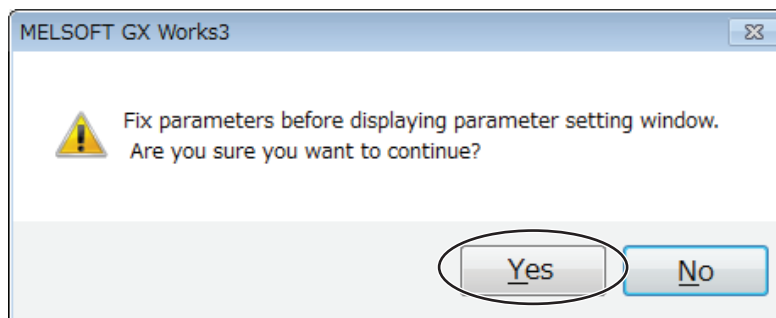 MELSOFT GX Works3
Fix parameters before displaying parameter setting window.
Are you sure you want to continue?
Yes
No